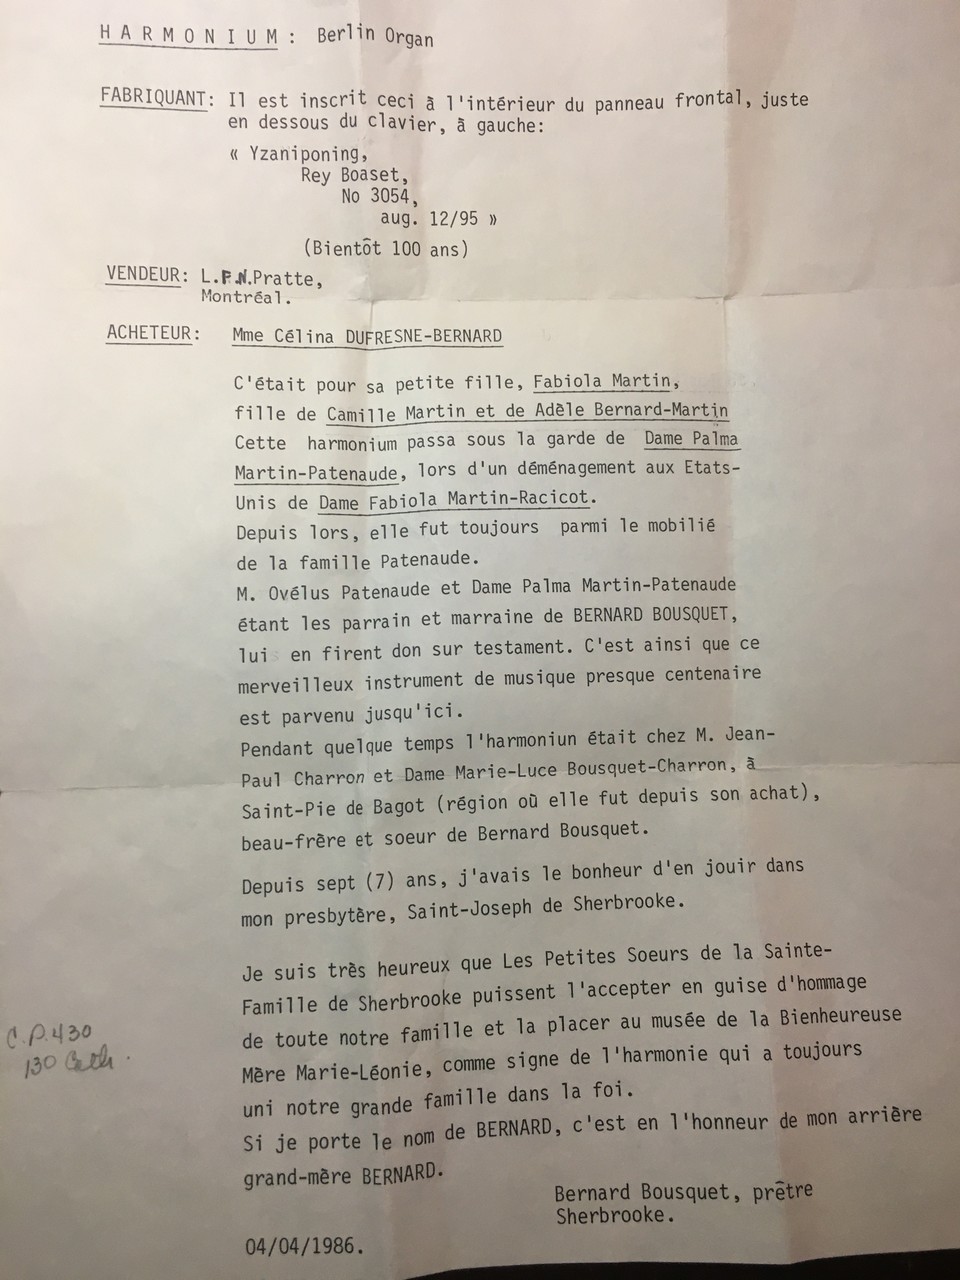 HARMONIUM: Berlin Organ
FABRIQUANT: Il est inscrit ceci à l'intérieur du panneau frontal, juste
en dessous du clavier, à gauche:
« Yzaniponing,
Rey Boaset,
No 3054,
aug. 12/95 »
(Bientôt 100 ans)
VENDEUR: L.F.N.Pratte,
Montréal.
ACHETEUR: Mme Célina DUFRESNE-BERNARD
C'était pour sa petite fille, Fabiola Martin,
fille de Camille Martin et de Adèle Bernard-Martin
Cette harmonium passa sous la garde de Dame Palma
Martin-Patenaude, lors d'un déménagement aux Etats-
Unis de Dame Fabiola Martin-Racicot.
Depuis lors, elle fut toujours parmi le mobilié
de la famille Patenaude.
M. Ovélus Patenaude et Dame Palma Martin-Patenaude
étant les parrain et marraine de BERNARD BOUSQUET,
lui en firent don sur testament. C'est ainsi que ce
merveilleux instrument de musique presque centenaire
est parvenu jusqu'ici.
Pendant quelque temps l'harmoniun était chez M. Jean-
Paul Charron et Dame Marie-Luce Bousquet-Charron, à
Saint-Pie de Bagot (région où elle fut depuis son achat),
beau-frère et soeur de Bernard Bousquet.
Depuis sept (7) ans, j'avais le bonheur d'en jouir dans
mon presbytère, Saint-Joseph de Sherbrooke.
Je suis très heureux que Les Petites Soeurs de la Sainte-
Famille de Sherbrooke puissent l'accepter en guise d'hommage
de toute notre famille et la placer au musée de la Bienheureuse
Mère Marie-Léonie, comme signe de l'harmonie qui a toujours
uni notre grande famille dans la foi.
Si je porte le nom de BERNARD, c'est en l'honneur de mon arrière
grand-mère BERNARD.
C.P.430
130
Bernard Bousquet, prêtre
Sherbrooke.
04/04/1986.